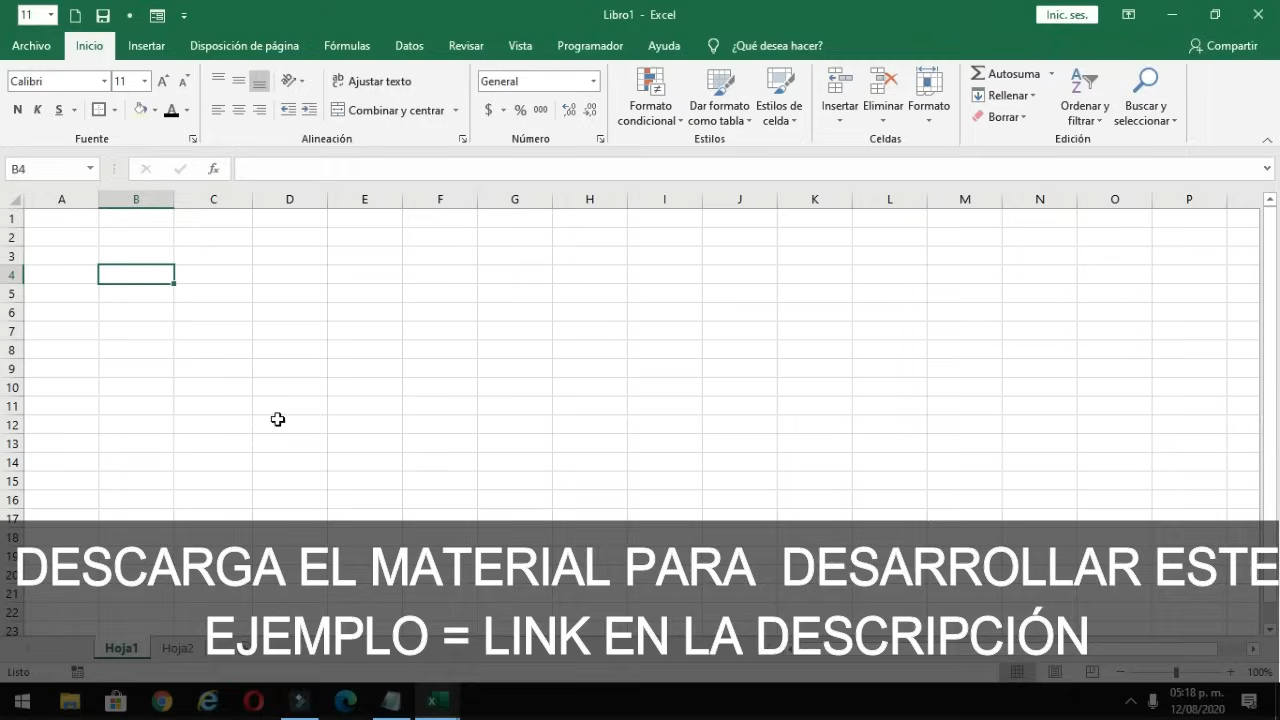 11
Libro1 - Excel
Inic. ses.
Archivo Inicio Insertar Disposición de página Fórmulas Datos Revisar Vista Programador Ayuda ¿Qué desea hacer? Compartir
Calibri 11 A A Ajustar texto General Formato condicional Dar formato como tabla Estilos de celda Insertar Eliminar Formato Autosuma Ordenar y filtrar Buscar y seleccionar
Rellenar
N K S A Combinar y centrar $ % 000 Borrar
Fuente Alineación Número Estilos Celdas Edición
B4 fx
A B C D E F G H I J K L M N O P
1
2
3
4
5
6
7
8
9
10
11
12
13
14
15
16
17
18
19
20
21
22
23
DESCARGA EL MATERIAL PARA DESARROLLAR ESTE
EJEMPLO = LINK EN LA DESCRIPCIÓN
Hoja1 Hoja2
Listo 100%
05:18 p. m.
12/08/2020